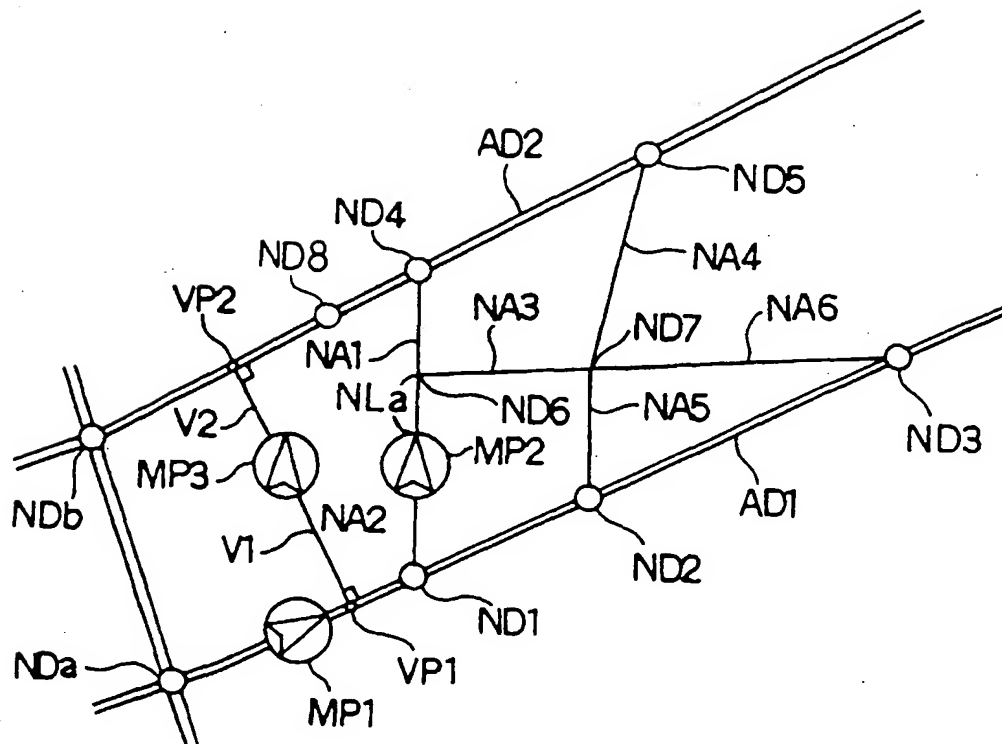 AD2
ND5
ND4
NA4
ND8
VP2
NA3
ND7
NA6
NA1
NLa
ND6
NA5
V2
MP2
ND3
MP3
AD1
NDb
NA2
V1
ND2
ND1
NDa
VP1
MP1